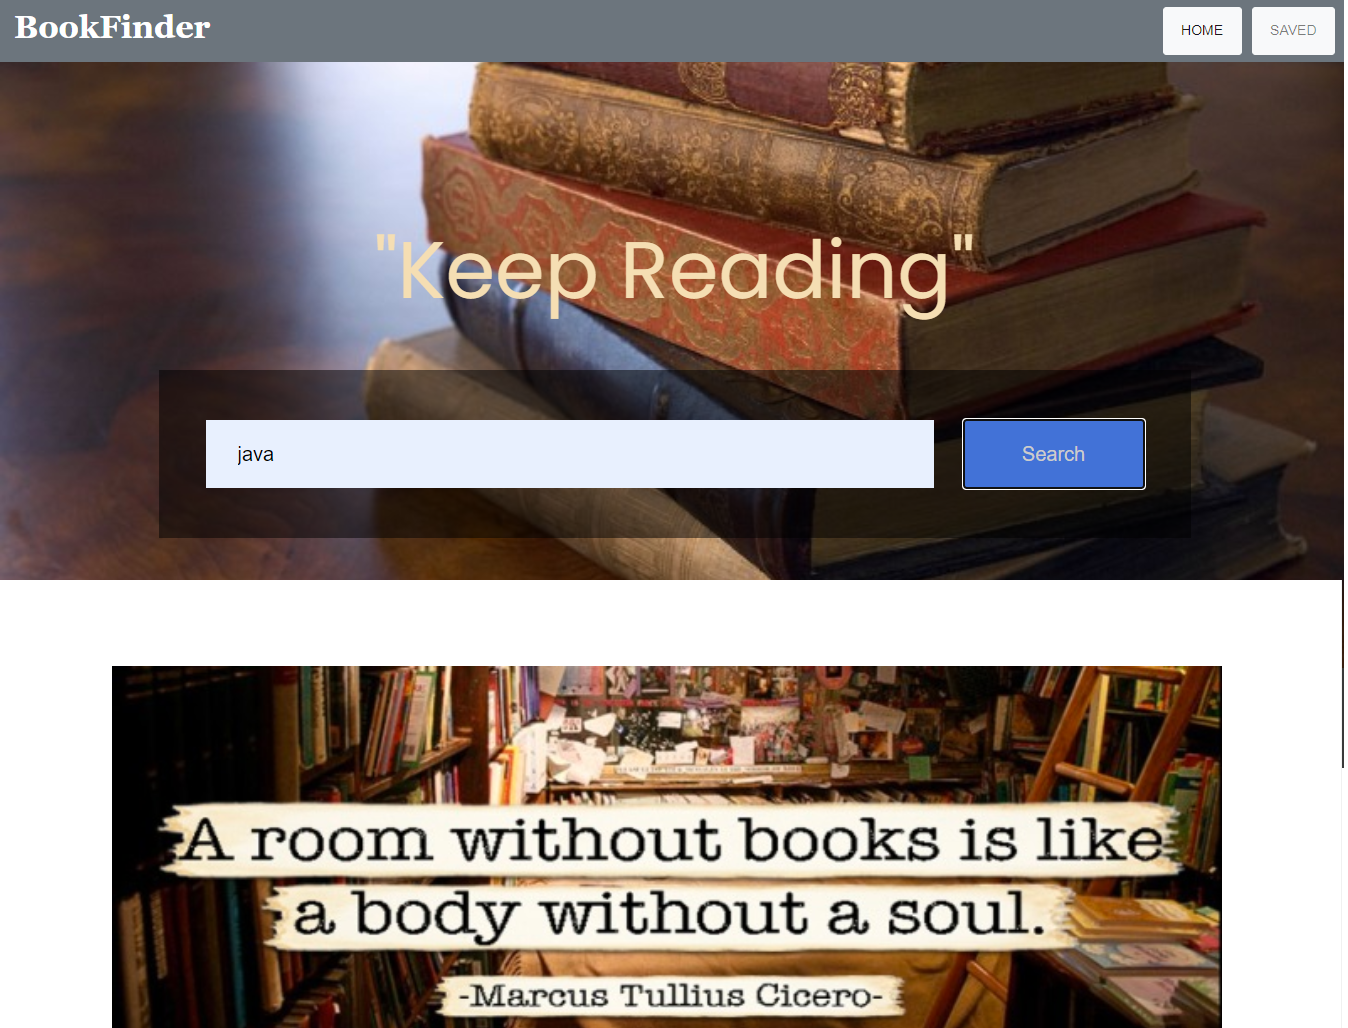 BookFinder
HOME
SAVED
"Keep Reading"
java
Search
A room without books is like
a body without a soul.
-Marcus Tullius Cicero-